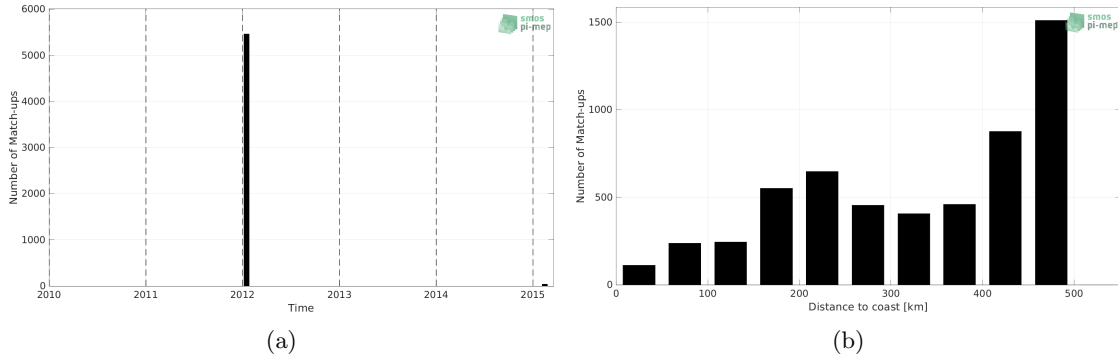 6000
5000
4000
3000
2000
1000
0
Number of Match-ups
2010 2011 2012 2013 2014 2015
Time
smos
pi-mep
(a)
1500
1000
500
0
Number of Match-ups
0 100 200 300 400 500
Distance to coast [km]
smos
pi-mep
(b)